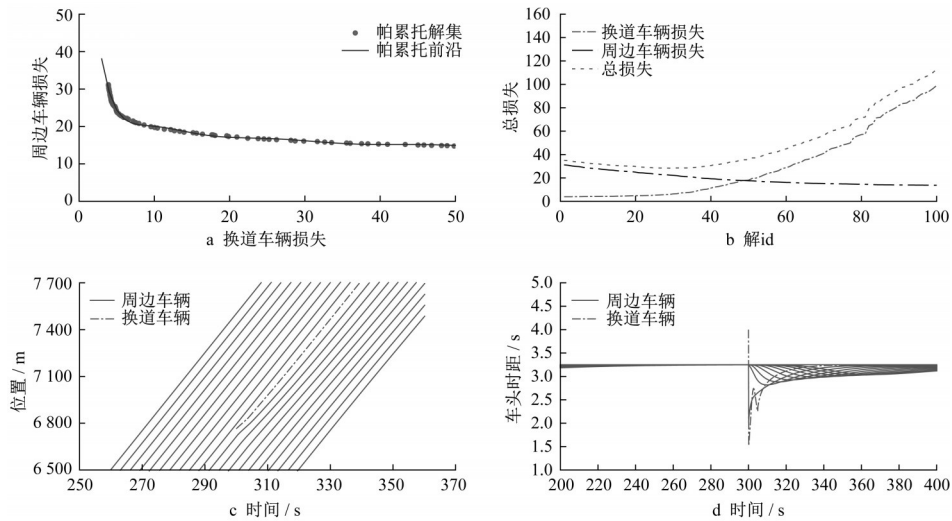 50
40
30
20
10
0
周边车辆损失
帕累托解集
帕累托前沿
0 10 20 30 40 50
a 换道车辆损失
160
140
120
100
80
60
40
20
0
总损失
换道车辆损失
周边车辆损失
总损失
0 20 40 60 80 100
b 解id
7 700
7 400
7 100
6 800
6 500
位置 / m
周边车辆
换道车辆
250 270 290 310 330 350 370
c 时间 / s
5.0
4.5
4.0
3.5
3.0
2.5
2.0
1.5
1.0
车头时距 / s
周边车辆
换道车辆
200 220 240 260 280 300 320 340 360 380 400
d 时间 / s